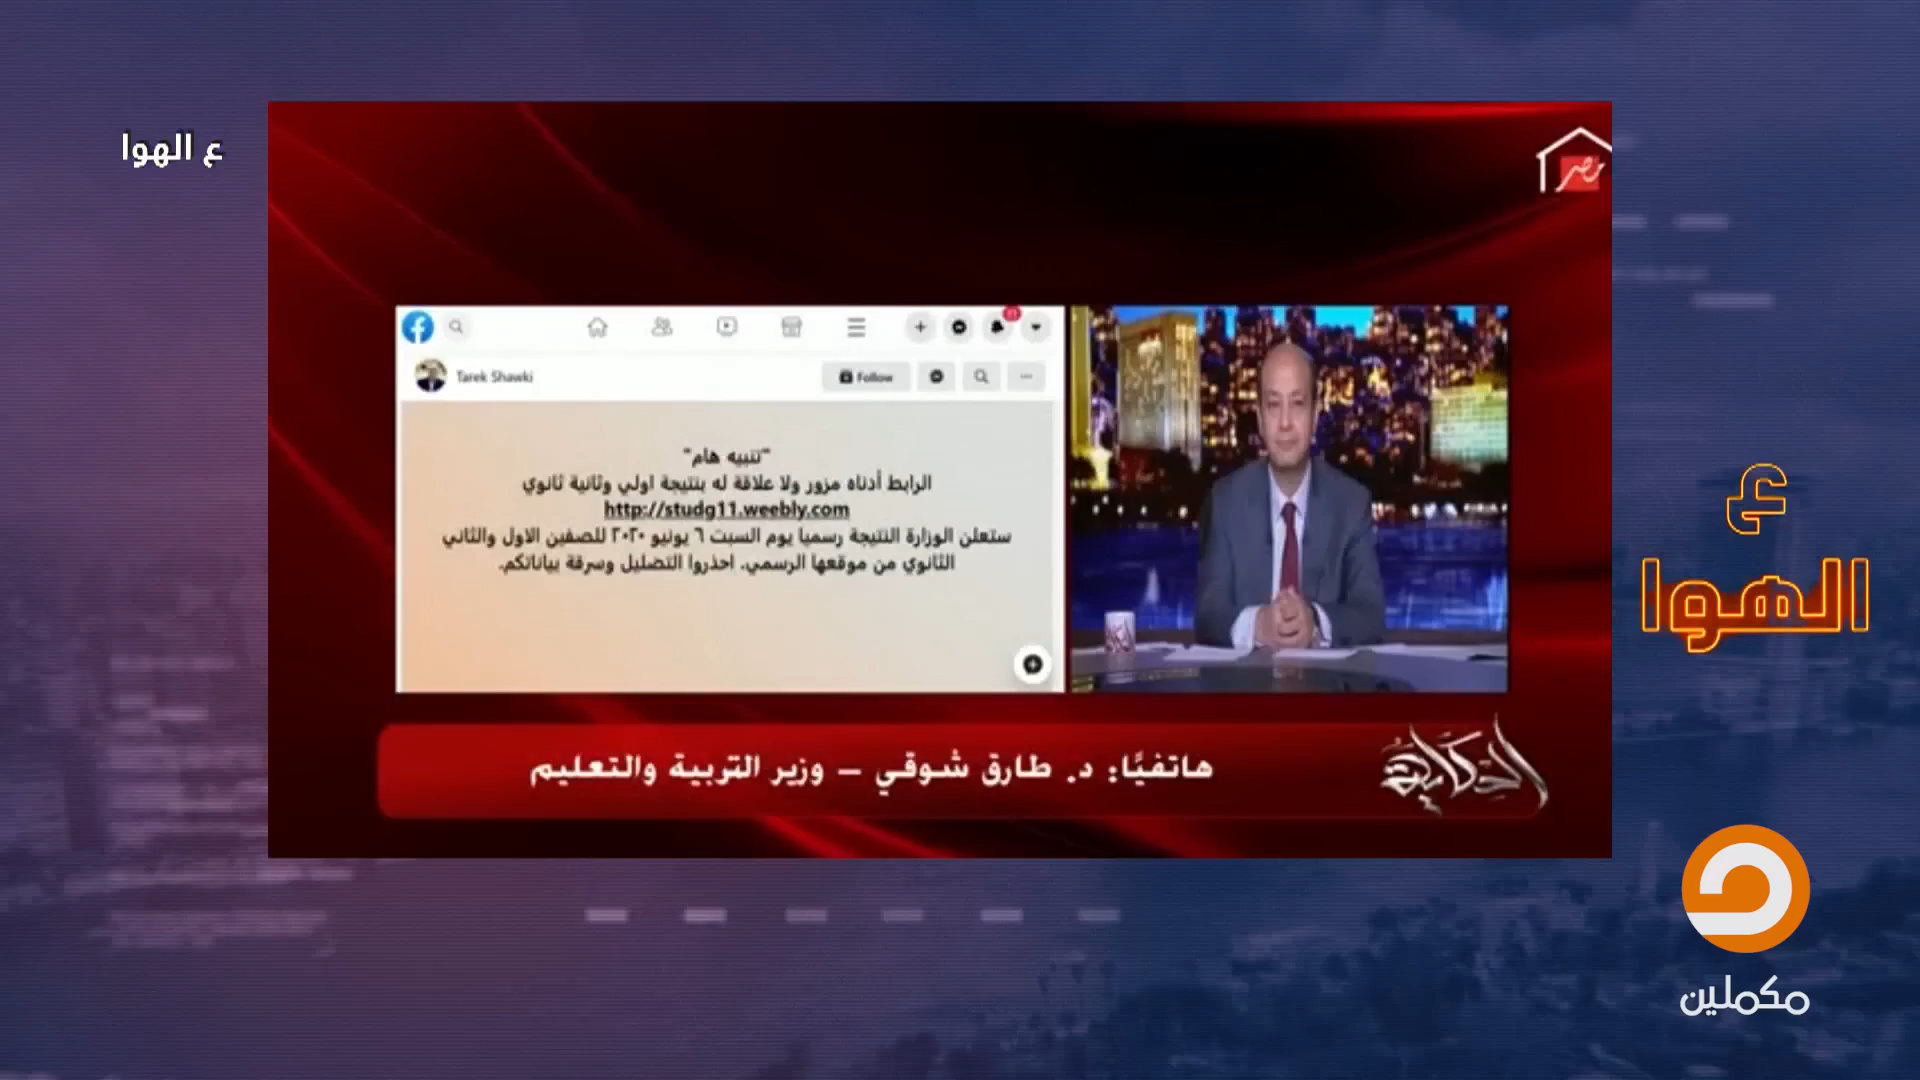 ع الهوا
مصر
Tarek Shawki
Follow
"تنبيه هام"
الرابط أدناه مزور ولا علاقة له بنتيجة اولي وثانية ثانوي
http://studg11.weebly.com
ستعلن الوزارة النتيجة رسميا يوم السبت ٦ يونيو ٢٠٢٠ للصفين الاول والثاني
الثانوي من موقعها الرسمي. احذروا التضليل وسرقة بياناتكم.
هاتفيًا: د. طارق شوقي – وزير التربية والتعليم
الحكاية
ع
الهوا
مكملين